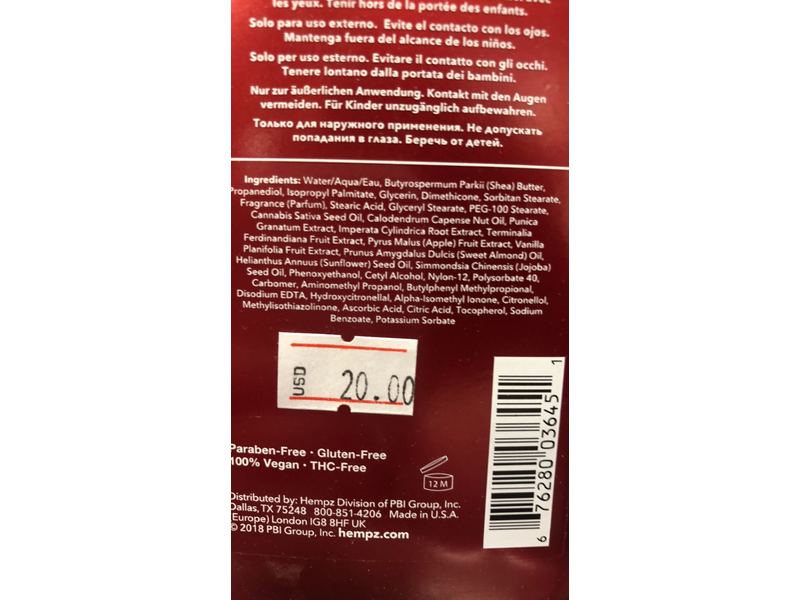 les yeux. Tenir hors de la portée des enfants.
Solo para uso externo. Evite el contacto con los ojos.
Mantenga fuera del alcance de los niños.
Solo per uso esterno. Evitare il contatto con gli occhi.
Tenere lontano dalla portata dei bambini.
Nur zur äußerlichen Anwendung. Kontakt mit den Augen
vermeiden. Für Kinder unzugänglich aufbewahren.
Только для наружного применения. Не допускать
попадания в глаза. Беречь от детей.
Ingredients: Water/Aqua/Eau, Butyrospermum Parkii (Shea) Butter,
Propanediol, Isopropyl Palmitate, Glycerin, Dimethicone, Sorbitan Stearate,
Fragrance (Parfum), Stearic Acid, Glyceryl Stearate, PEG-100 Stearate,
Cannabis Sativa Seed Oil, Calodendrum Capense Nut Oil, Punica
Granatum Extract, Imperata Cylindrica Root Extract, Terminalia
Ferdinandiana Fruit Extract, Pyrus Malus (Apple) Fruit Extract, Vanilla
Planifolia Fruit Extract, Prunus Amygdalus Dulcis (Sweet Almond) Oil,
Helianthus Annuus (Sunflower) Seed Oil, Simmondsia Chinensis (Jojoba)
Seed Oil, Phenoxyethanol, Cetyl Alcohol, Nylon-12, Polysorbate 40,
Carbomer, Aminomethyl Propanol, Butylphenyl Methylpropional,
Disodium EDTA, Hydroxycitronellal, Alpha-Isomethyl Ionone, Citronellol,
Methylisothiazolinone, Ascorbic Acid, Citric Acid, Tocopherol, Sodium
Benzoate, Potassium Sorbate
USD 20.00
Paraben-Free • Gluten-Free
100% Vegan • THC-Free
12 M
Distributed by: Hempz Division of PBI Group, Inc.
Dallas, TX 75248 800-851-4206 Made in U.S.A.
(Europe) London IG8 8HF UK
© 2018 PBI Group, Inc. hempz.com
6 76280 03645 1